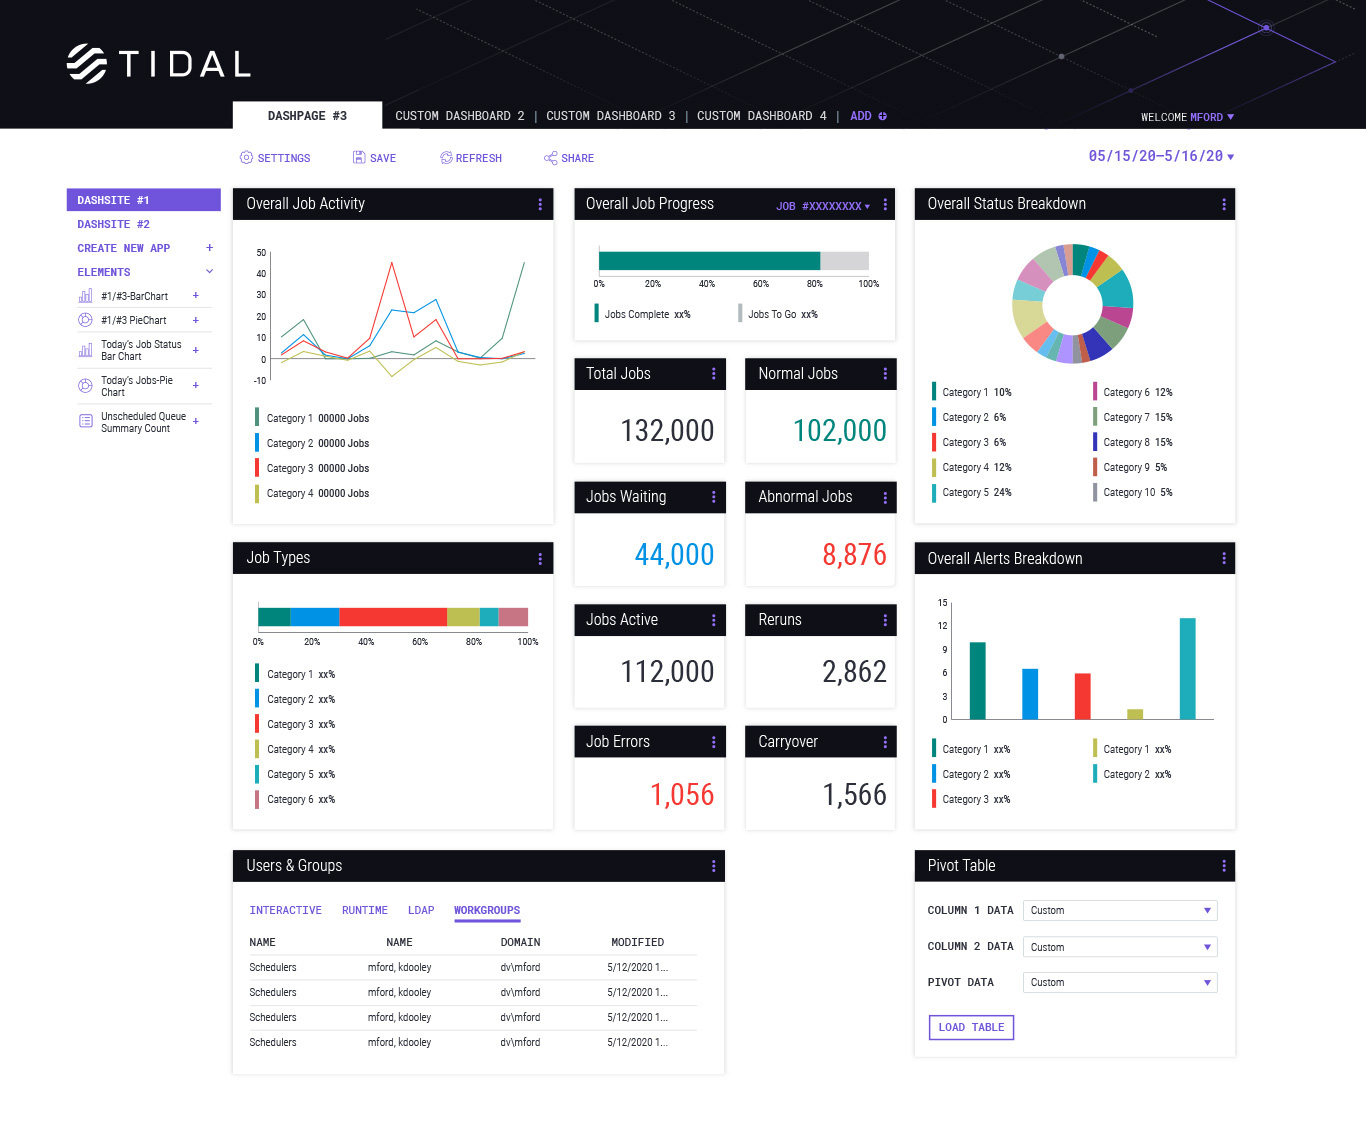 TIDAL
DASHPAGE #3
CUSTOM DASHBOARD 2 | CUSTOM DASHBOARD 3 | CUSTOM DASHBOARD 4 | ADD
WELCOME MFORD
SETTINGS SAVE REFRESH SHARE
05/15/20–5/16/20
DASHSITE #1
DASHSITE #2
CREATE NEW APP +
ELEMENTS
#1/#3-BarChart +
#1/#3 PieChart +
Today's Job Status
Bar Chart +
Today's Jobs-Pie
Chart +
Unscheduled Queue
Summary Count +
Overall Job Activity
50
40
30
20
10
0
-10
Category 1 00000 Jobs
Category 2 00000 Jobs
Category 3 00000 Jobs
Category 4 00000 Jobs
Overall Job Progress JOB #XXXXXXXX
0% 20% 40% 60% 80% 100%
Jobs Complete xx% Jobs To Go xx%
Overall Status Breakdown
Category 1 10% Category 6 12%
Category 2 6% Category 7 15%
Category 3 6% Category 8 15%
Category 4 12% Category 9 5%
Category 5 24% Category 10 5%
Total Jobs
132,000
Normal Jobs
102,000
Jobs Waiting
44,000
Abnormal Jobs
8,876
Jobs Active
112,000
Reruns
2,862
Job Errors
1,056
Carryover
1,566
Job Types
0% 20% 40% 60% 80% 100%
Category 1 xx%
Category 2 xx%
Category 3 xx%
Category 4 xx%
Category 5 xx%
Category 6 xx%
Overall Alerts Breakdown
15
12
9
6
3
0
Category 1 xx% Category 1 xx%
Category 2 xx% Category 2 xx%
Category 3 xx%
Users & Groups
INTERACTIVE RUNTIME LDAP WORKGROUPS
NAME NAME DOMAIN MODIFIED
Schedulers mford, kdooley dv\mford 5/12/2020 1...
Schedulers mford, kdooley dv\mford 5/12/2020 1...
Schedulers mford, kdooley dv\mford 5/12/2020 1...
Schedulers mford, kdooley dv\mford 5/12/2020 1...
Pivot Table
COLUMN 1 DATA Custom
COLUMN 2 DATA Custom
PIVOT DATA Custom
LOAD TABLE